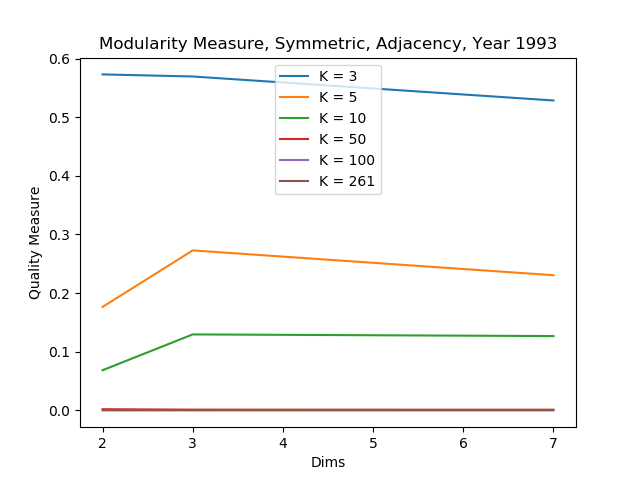 Modularity Measure, Symmetric, Adjacency, Year 1993
K = 3
K = 5
K = 10
K = 50
K = 100
K = 261
0.6
0.5
0.4
0.3
0.2
0.1
0.0
Quality Measure
2 3 4 5 6 7
Dims